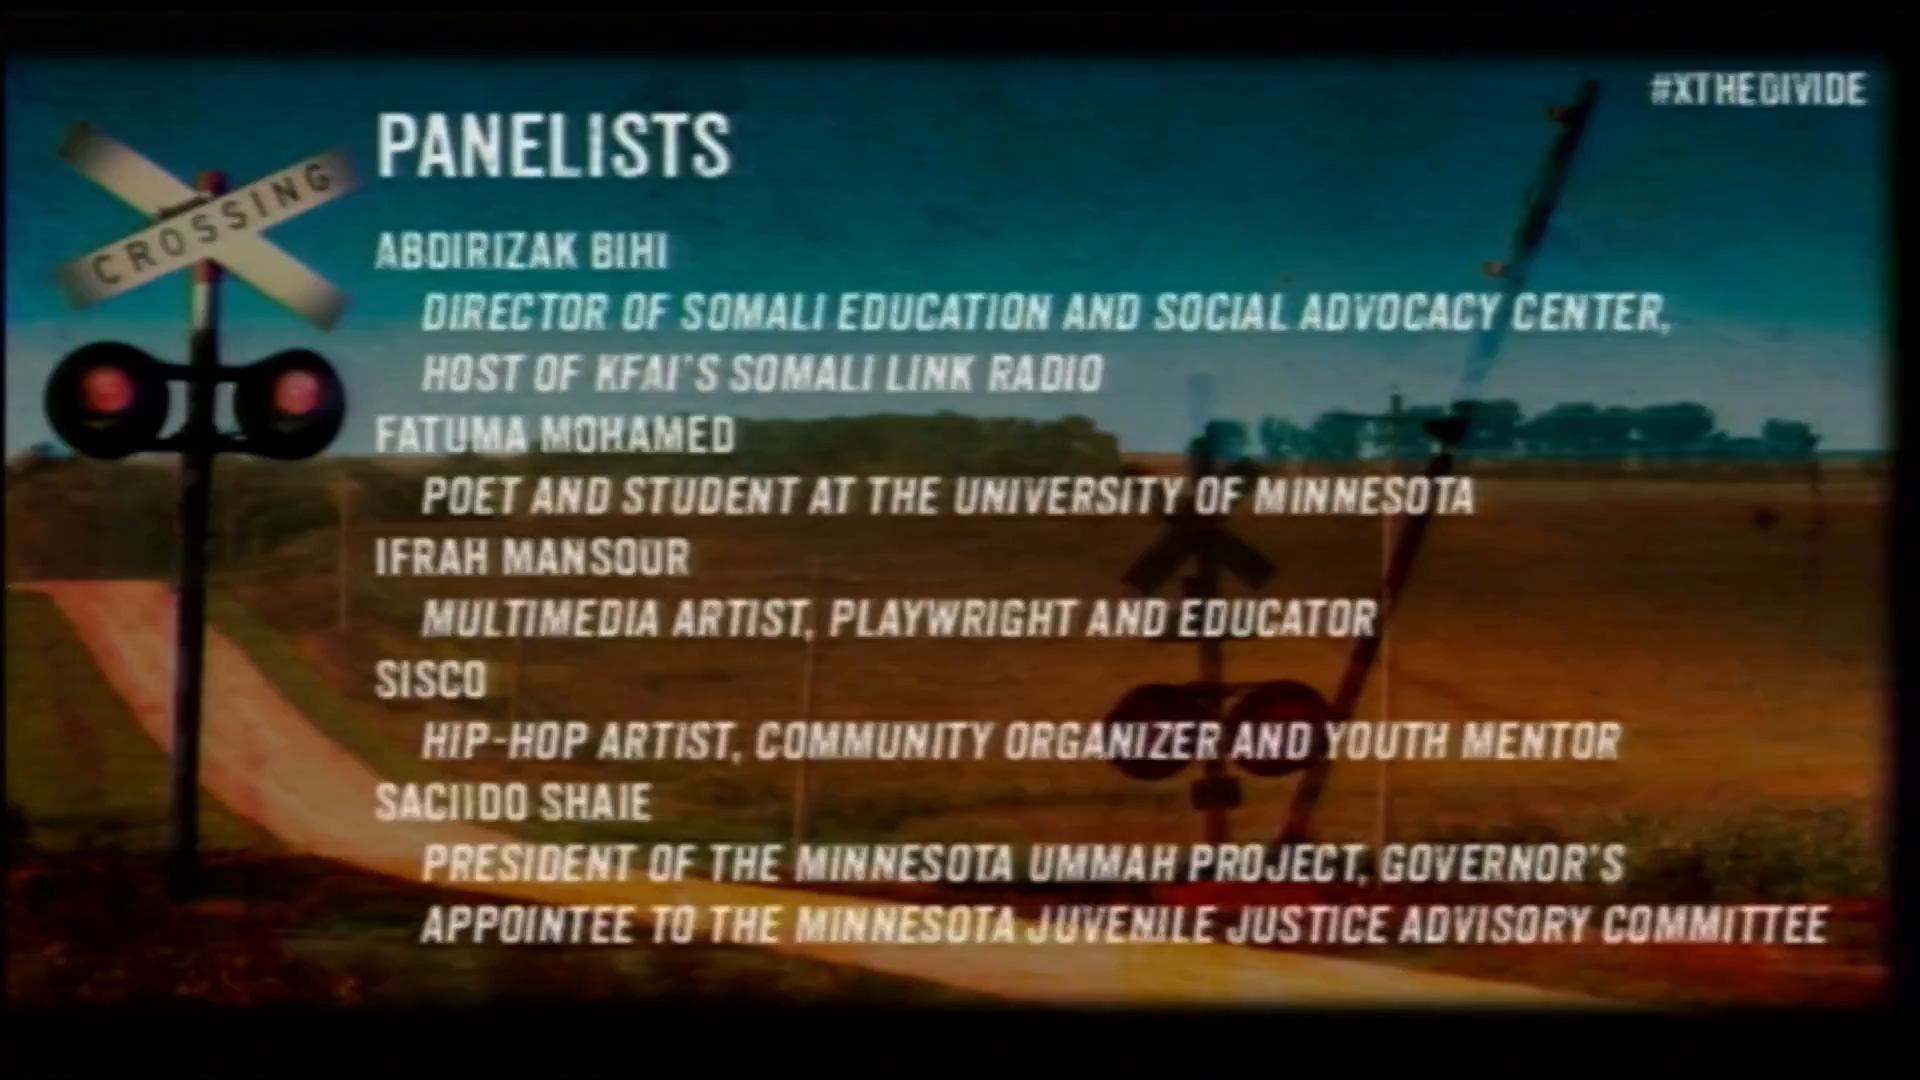 #XTHEDIVIDE
PANELISTS
CROSSING
ABDIRIZAK BIHI
DIRECTOR OF SOMALI EDUCATION AND SOCIAL ADVOCACY CENTER,
HOST OF KFAI'S SOMALI LINK RADIO
FATUMA MOHAMED
POET AND STUDENT AT THE UNIVERSITY OF MINNESOTA
IFRAH MANSOUR
MULTIMEDIA ARTIST, PLAYWRIGHT AND EDUCATOR
SISCO
HIP-HOP ARTIST, COMMUNITY ORGANIZER AND YOUTH MENTOR
SACIIDO SHAIE
PRESIDENT OF THE MINNESOTA UMMAH PROJECT, GOVERNOR'S
APPOINTEE TO THE MINNESOTA JUVENILE JUSTICE ADVISORY COMMITTEE